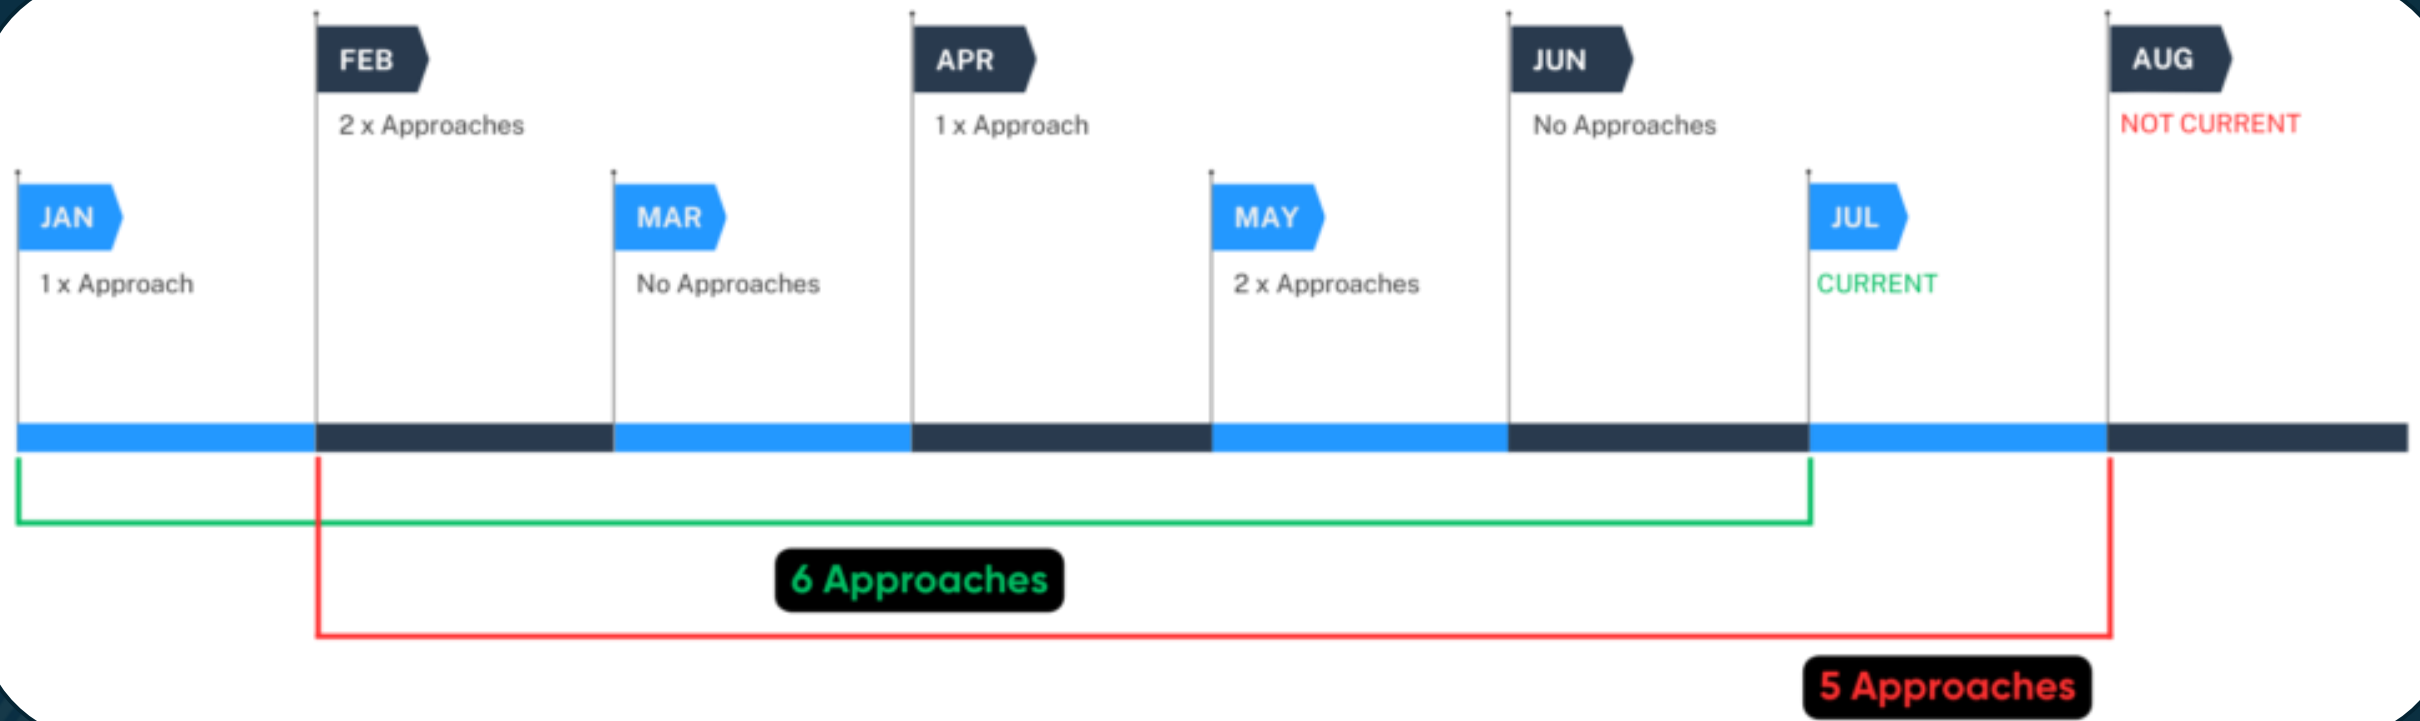 JAN
1 x Approach
FEB
2 x Approaches
MAR
No Approaches
APR
1 x Approach
MAY
2 x Approaches
JUN
No Approaches
JUL
CURRENT
AUG
NOT CURRENT
6 Approaches
5 Approaches